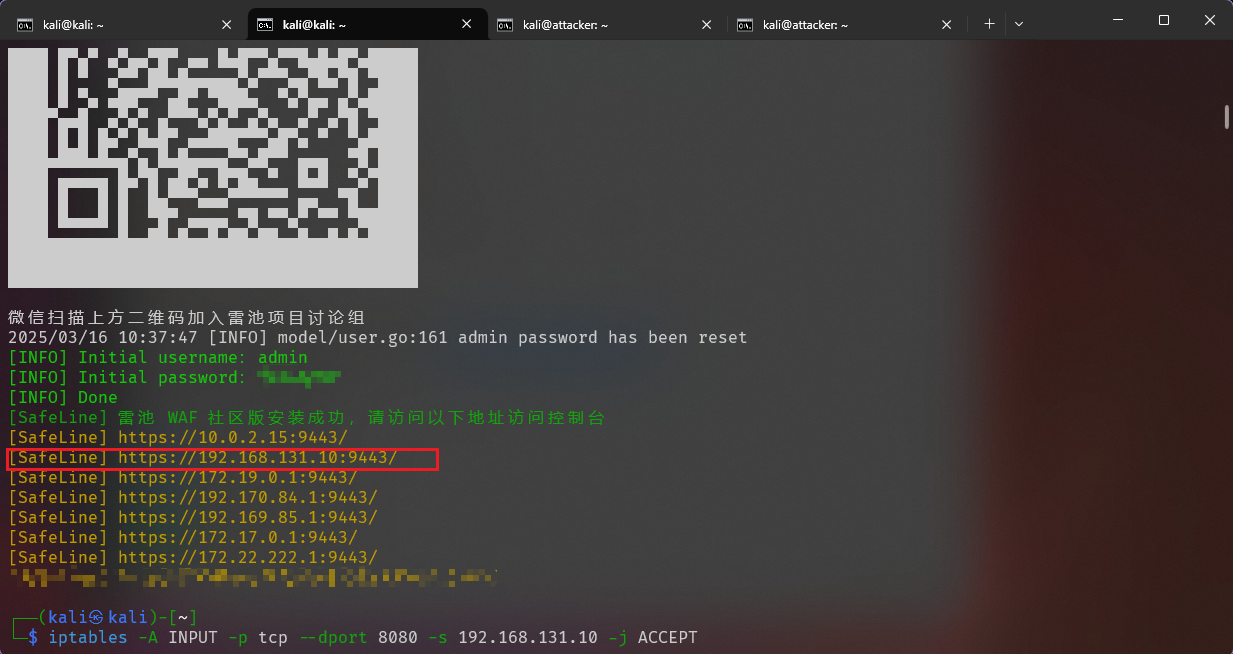 kali@kali: ~
kali@kali: ~
kali@attacker: ~
kali@attacker: ~
微信扫描上方二维码加入雷池项目讨论组
2025/03/16 10:37:47 [INFO] model/user.go:161 admin password has been reset
[INFO] Initial username: admin
[INFO] Initial password:
[INFO] Done
[SafeLine] 雷池 WAF 社区版安装成功，请访问以下地址访问控制台
[SafeLine] https://10.0.2.15:9443/
[SafeLine] https://192.168.131.10:9443/
[SafeLine] https://172.19.0.1:9443/
[SafeLine] https://192.170.84.1:9443/
[SafeLine] https://192.169.85.1:9443/
[SafeLine] https://172.17.0.1:9443/
[SafeLine] https://172.22.222.1:9443/
┌──(kali㉿kali)-[~]
└─$ iptables -A INPUT -p tcp --dport 8080 -s 192.168.131.10 -j ACCEPT